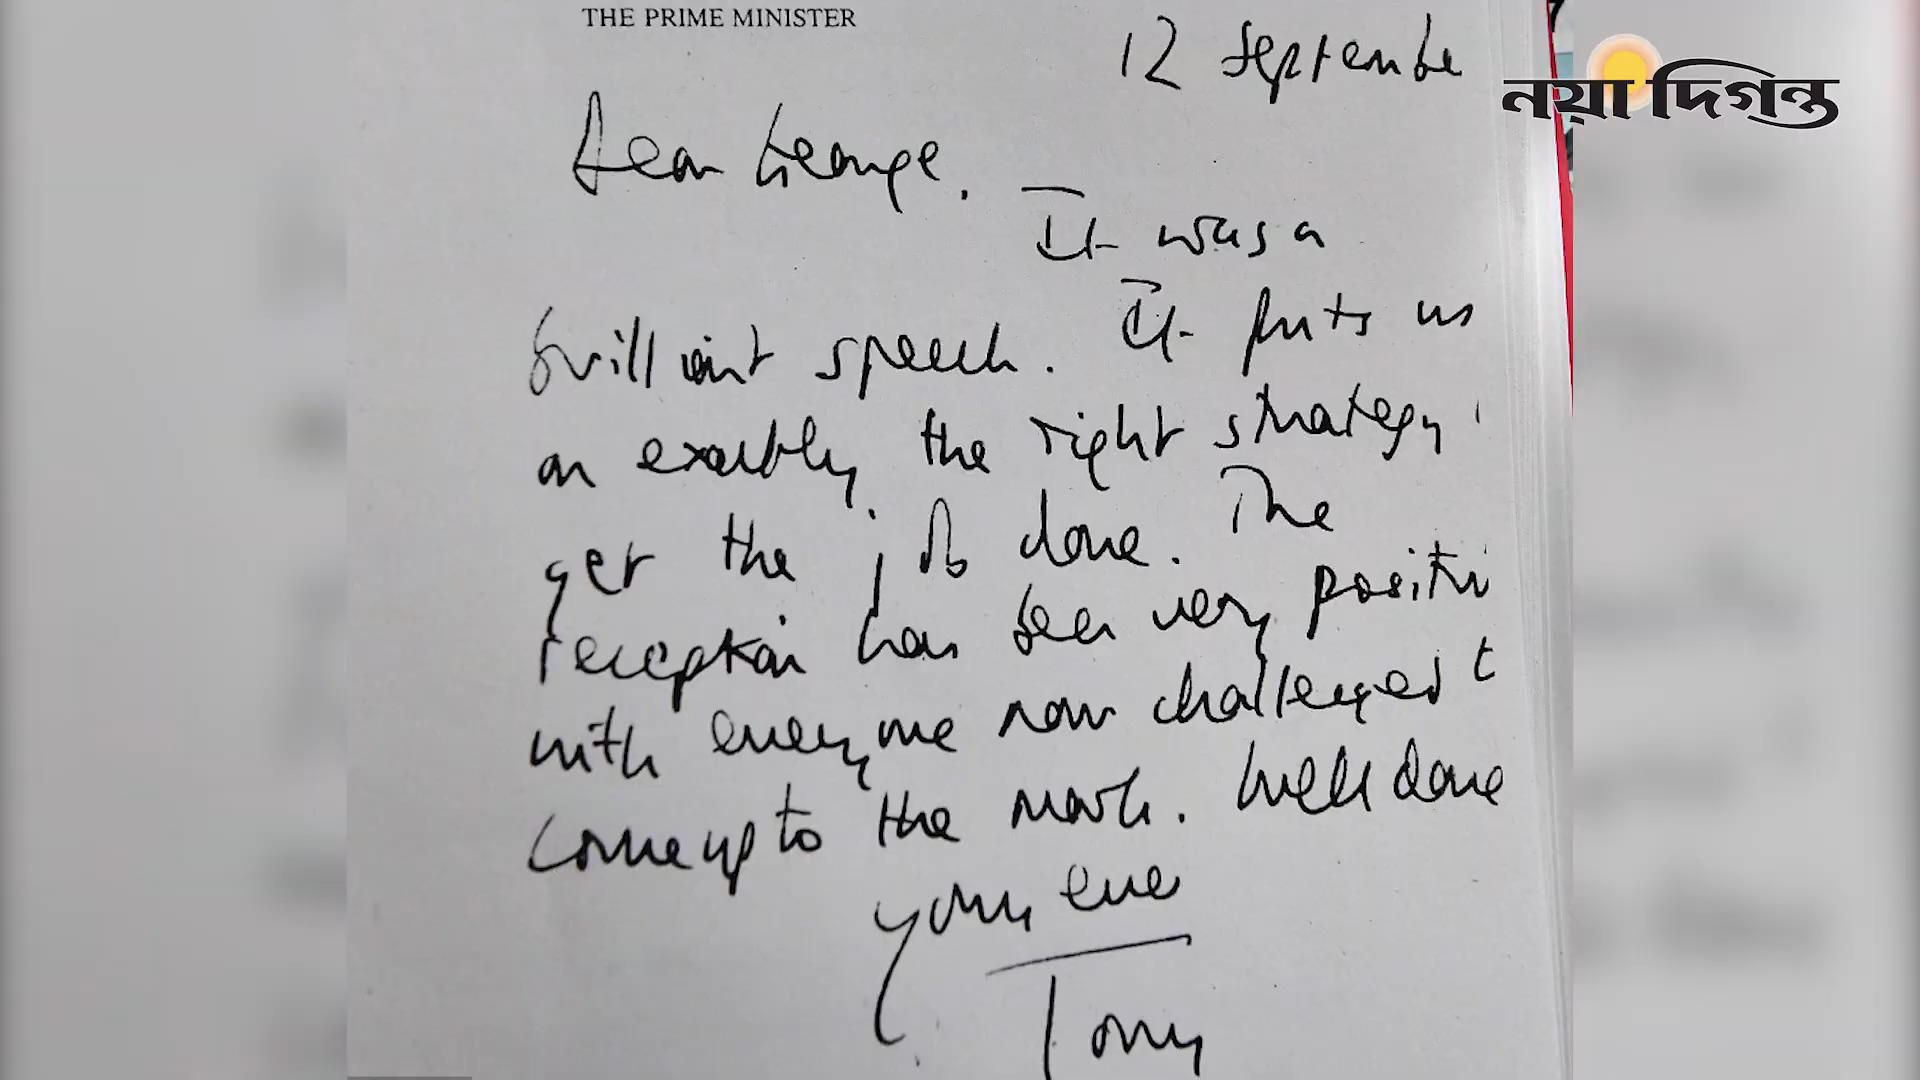 THE PRIME MINISTER
12 Septembe
নয়া দিগন্ত
Dear George.
It was a
brilliant speech. It puts us
on exactly the right strategy
get the job done. The
reception has been very positiv
with everyone now challenged t
come up to the mark. Well done
yours ever
Tony